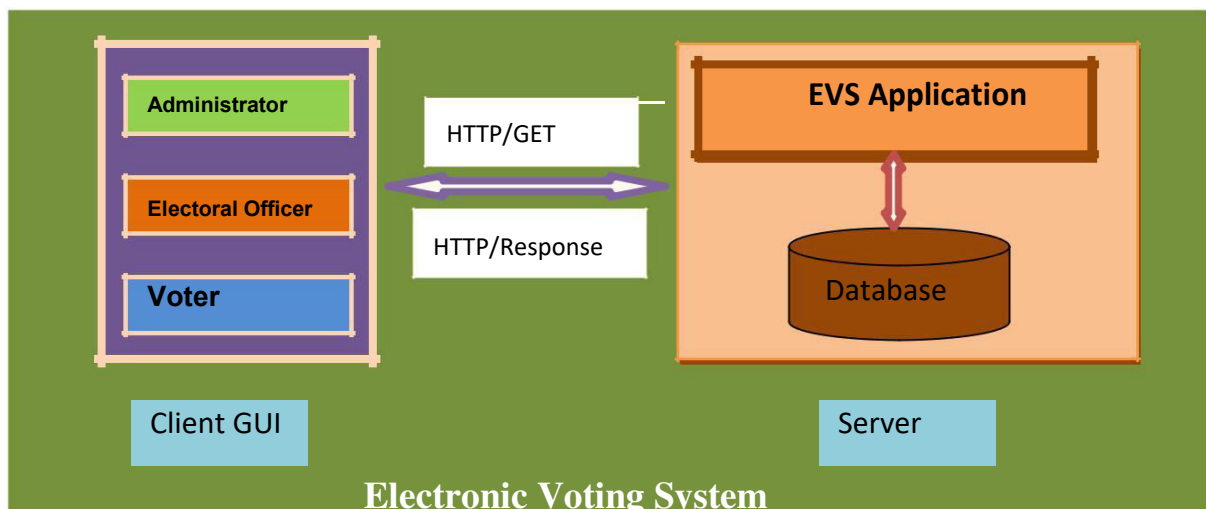 Administrator
Electoral Officer
Voter
HTTP/GET
HTTP/Response
EVS Application
Database
Client GUI
Server
Electronic Voting System